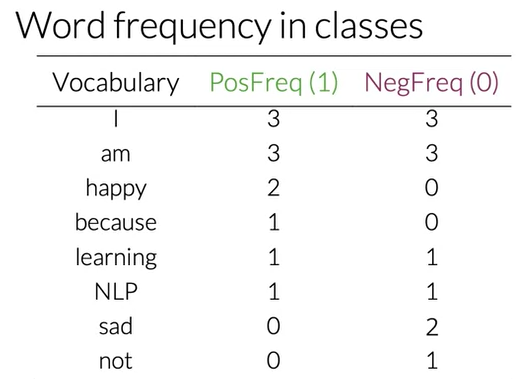 Word frequency in classes
Vocabulary PosFreq (1) NegFreq (0)
I 3 3
am 3 3
happy 2 0
because 1 0
learning 1 1
NLP 1 1
sad 0 2
not 0 1